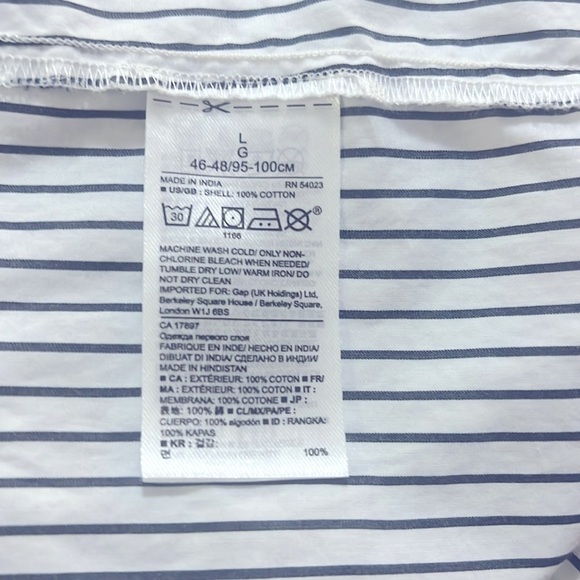 L
G
46-48/95-100CM
MADE IN INDIA RN 54023
■ US/GB : SHELL: 100% COTTON
30 ®
1166
MACHINE WASH COLD/ ONLY NON-
CHLORINE BLEACH WHEN NEEDED/
TUMBLE DRY LOW/ WARM IRON/ DO
NOT DRY CLEAN
IMPORTED FOR: Gap (UK Holdings) Ltd,
Berkeley Square House / Berkeley Square,
London W1J 6BS
CA 17897
Одежда первого слоя
FABRIQUÉ EN INDE/ HECHO EN INDIA/
DIBUAT DI INDIA/ СДЕЛАНО В ИНДИИ/
MADE IN HINDISTAN
■ CA : EXTÉRIEUR: 100% COTON ■ FR/
MA : EXTÉRIEUR: 100% COTON ■ IT :
MEMBRANA: 100% COTONE ■ JP :
表地: 100% 綿 ■ CL/MX/PA/PE :
CUERPO: 100% algodón ■ ID : RANGKA:
100% KAPAS
■ KR : 겉감:
면 100%